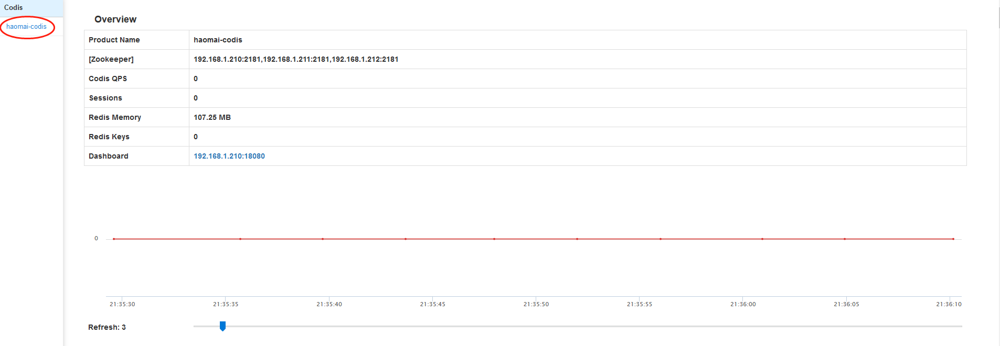 Codis
haomai-codis
Overview
Product Name haomai-codis
[Zookeeper] 192.168.1.210:2181,192.168.1.211:2181,192.168.1.212:2181
Codis QPS 0
Sessions 0
Redis Memory 107.25 MB
Redis Keys 0
Dashboard 192.168.1.210:18080
0
21:35:30 21:35:35 21:35:40 21:35:45 21:35:50 21:35:55 21:36:00 21:36:05 21:36:10
Refresh: 3